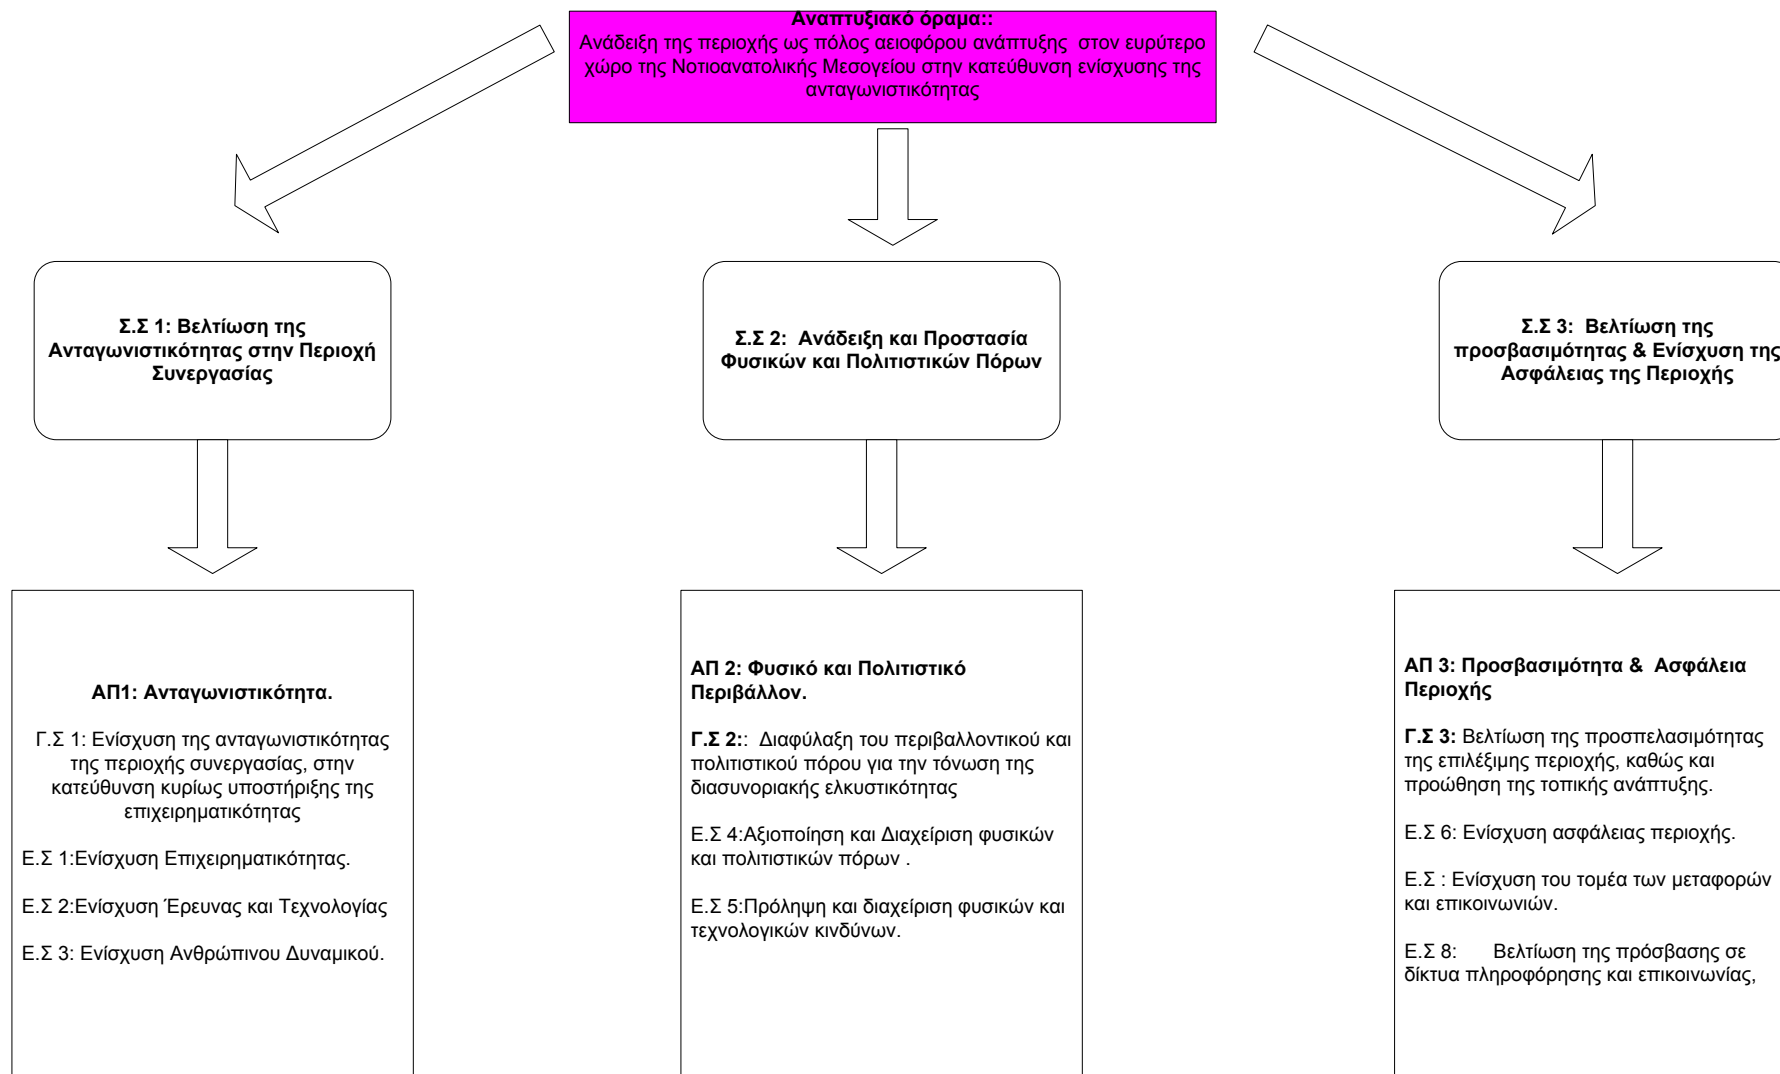 Αναπτυξιακό όραμα::
Ανάδειξη της περιοχής ως πόλος αειοφόρου ανάπτυξης στον ευρύτερο
χώρο της Νοτιοανατολικής Μεσογείου στην κατεύθυνση ενίσχυσης της
ανταγωνιστικότητας
Σ.Σ 1: Βελτίωση της
Ανταγωνιστικότητας στην Περιοχή
Συνεργασίας
Σ.Σ 2: Ανάδειξη και Προστασία
Φυσικών και Πολιτιστικών Πόρων
Σ.Σ 3: Βελτίωση της
προσβασιμότητας & Ενίσχυση της
Ασφάλειας της Περιοχής
ΑΠ1: Ανταγωνιστικότητα.
Γ.Σ 1: Ενίσχυση της ανταγωνιστικότητας
της περιοχής συνεργασίας, στην
κατεύθυνση κυρίως υποστήριξης της
επιχειρηματικότητας
Ε.Σ 1:Ενίσχυση Επιχειρηματικότητας.
Ε.Σ 2:Ενίσχυση Έρευνας και Τεχνολογίας
Ε.Σ 3: Ενίσχυση Ανθρώπινου Δυναμικού.
ΑΠ 2: Φυσικό και Πολιτιστικό
Περιβάλλον.
Γ.Σ 2:: Διαφύλαξη του περιβαλλοντικού και
πολιτιστικού πόρου για την τόνωση της
διασυνοριακής ελκυστικότητας
Ε.Σ 4:Αξιοποίηση και Διαχείριση φυσικών
και πολιτιστικών πόρων .
Ε.Σ 5:Πρόληψη και διαχείριση φυσικών και
τεχνολογικών κινδύνων.
ΑΠ 3: Προσβασιμότητα & Ασφάλεια
Περιοχής
Γ.Σ 3: Βελτίωση της προσπελασιμότητας
της επιλέξιμης περιοχής, καθώς και
προώθηση της τοπικής ανάπτυξης.
Ε.Σ 6: Ενίσχυση ασφάλειας περιοχής.
Ε.Σ : Ενίσχυση του τομέα των μεταφορών
και επικοινωνιών.
Ε.Σ 8: Βελτίωση της πρόσβασης σε
δίκτυα πληροφόρησης και επικοινωνίας,